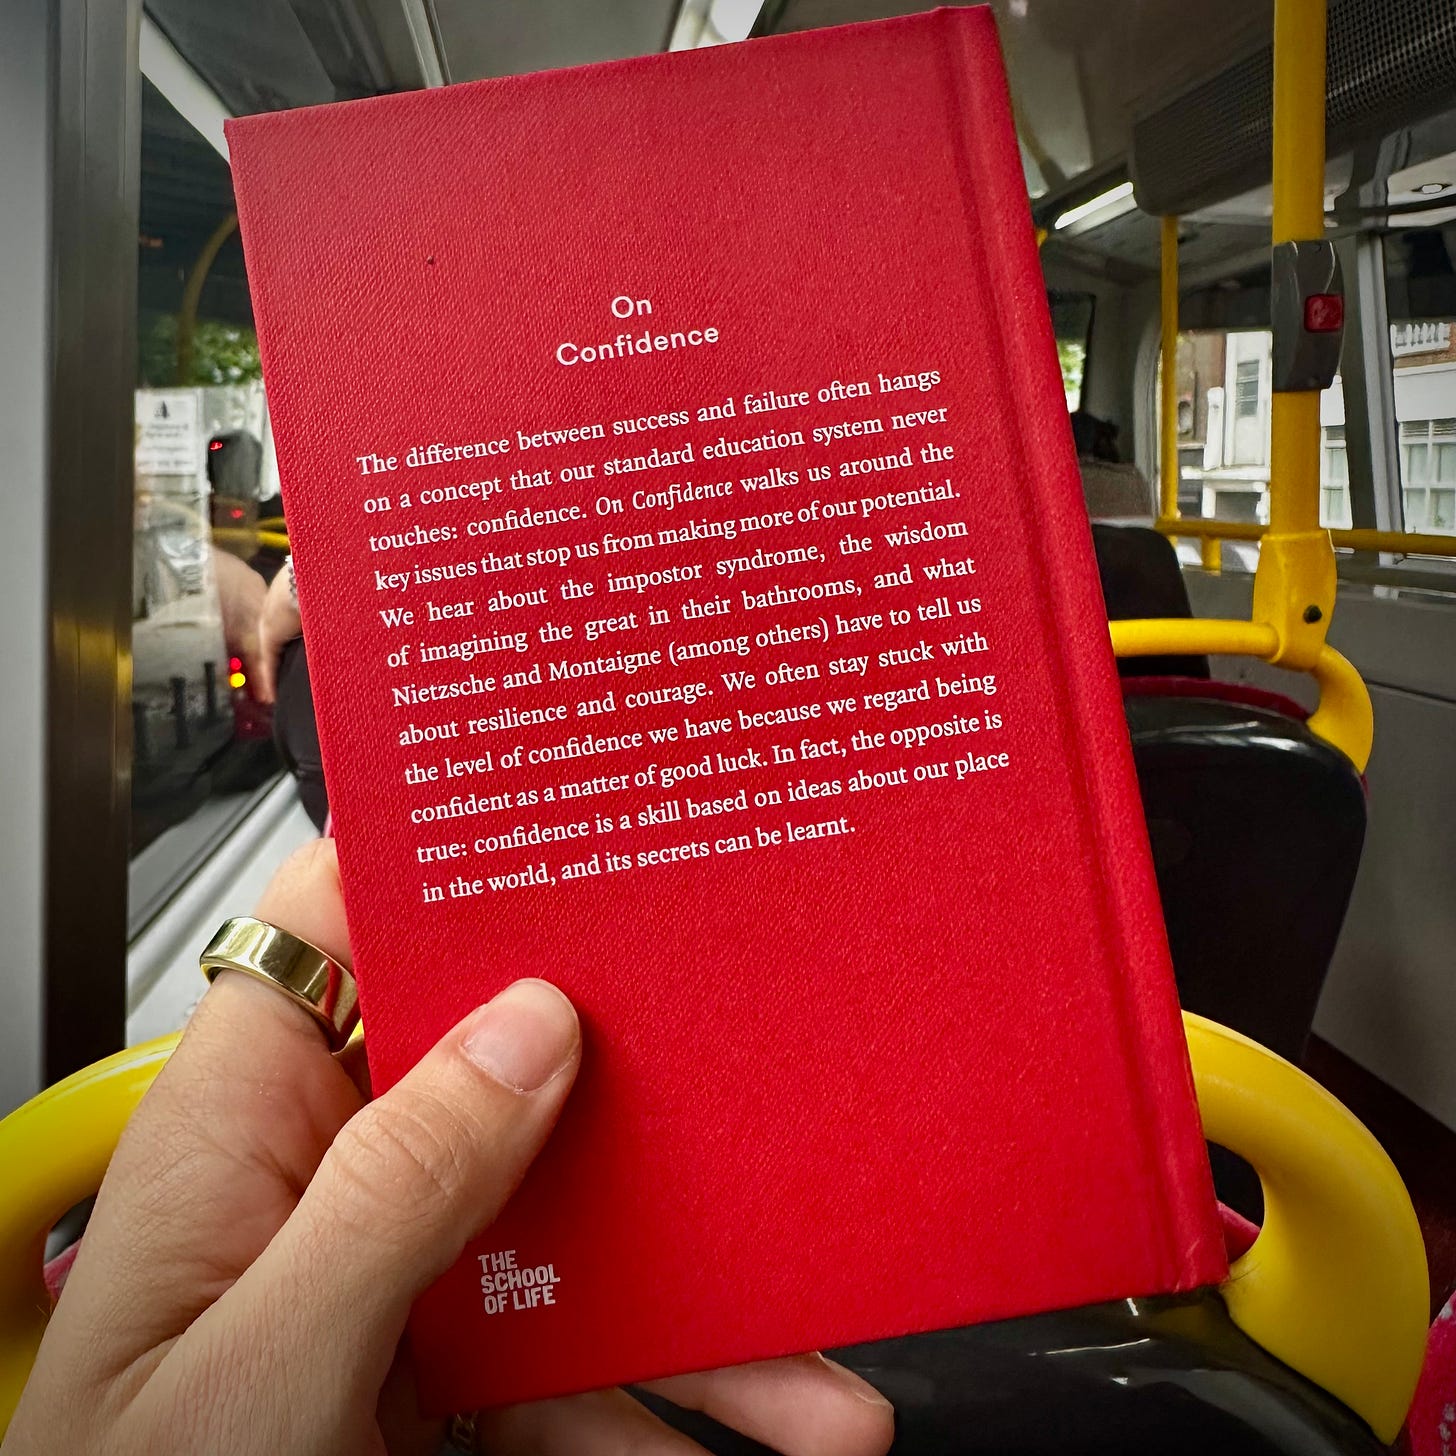 On
Confidence
The difference between success and failure often hangs
on a concept that our standard education system never
touches: confidence. On Confidence walks us around the
key issues that stop us from making more of our potential.
We hear about the impostor syndrome, the wisdom
of imagining the great in their bathrooms, and what
Nietzsche and Montaigne (among others) have to tell us
about resilience and courage. We often stay stuck with
the level of confidence we have because we regard being
confident as a matter of good luck. In fact, the opposite is
true: confidence is a skill based on ideas about our place
in the world, and its secrets can be learnt.
THE
SCHOOL
OF LIFE